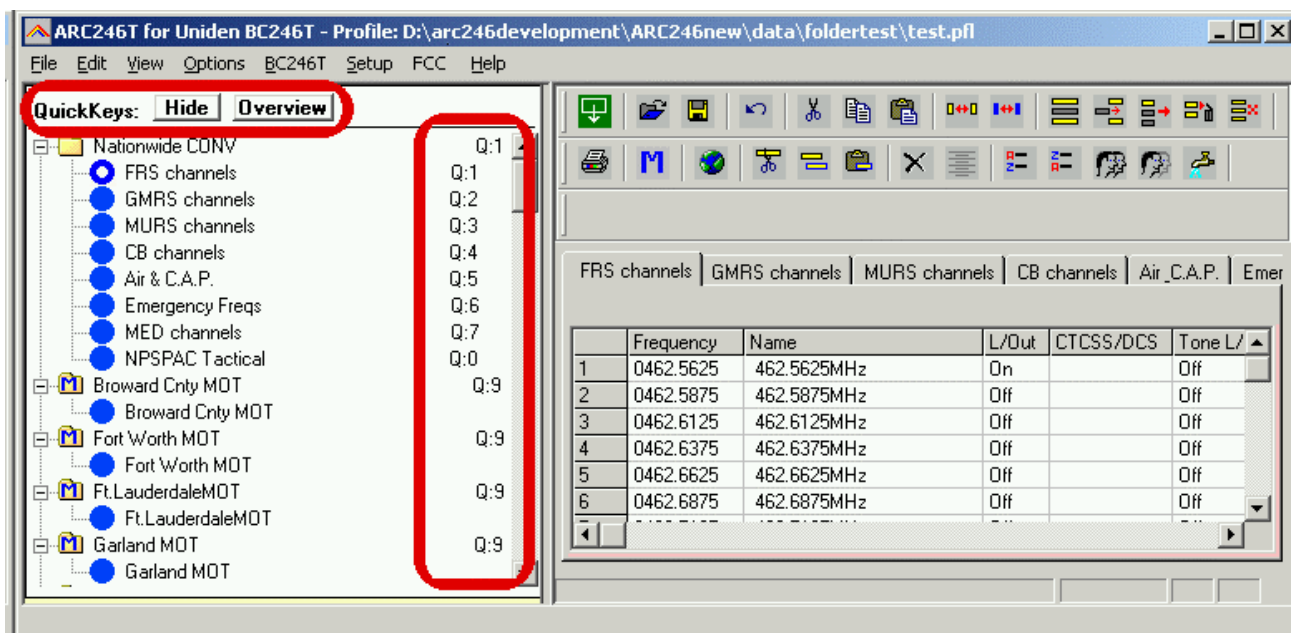 ARC246T for Uniden BC246T - Profile: D:\arc246development\ARC246new\data\foldertest\test.pfl
File Edit View Options BC246T Setup FCC Help
QuickKeys: Hide Overview
Nationwide CONV Q:1
FRS channels Q:1
GMRS channels Q:2
MURS channels Q:3
CB channels Q:4
Air & C.A.P. Q:5
Emergency Freqs Q:6
MED channels Q:7
NPSPAC Tactical Q:0
M Broward Cnty MOT Q:9
Broward Cnty MOT
M Fort Worth MOT Q:9
Fort Worth MOT
M Ft.LauderdaleMOT Q:9
Ft.LauderdaleMOT
M Garland MOT Q:9
Garland MOT
M
A Z Z A
FRS channels GMRS channels MURS channels CB channels Air_C.A.P. Emer
Frequency Name L/Out CTCSS/DCS Tone L/
1 0462.5625 462.5625MHz On Off
2 0462.5875 462.5875MHz Off Off
3 0462.6125 462.6125MHz Off Off
4 0462.6375 462.6375MHz Off Off
5 0462.6625 462.6625MHz Off Off
6 0462.6875 462.6875MHz Off Off